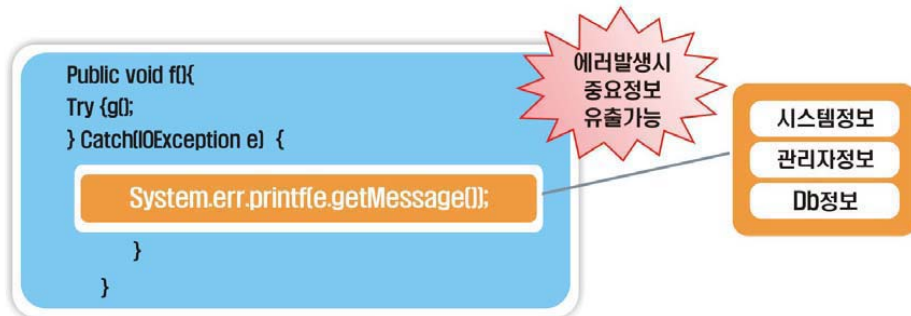 Public void f(){
Try {g();
} Catch(IOException e) {
System.err.printf(e.getMessage());
}
}
에러발생시
중요정보
유출가능
시스템정보
관리자정보
Db정보